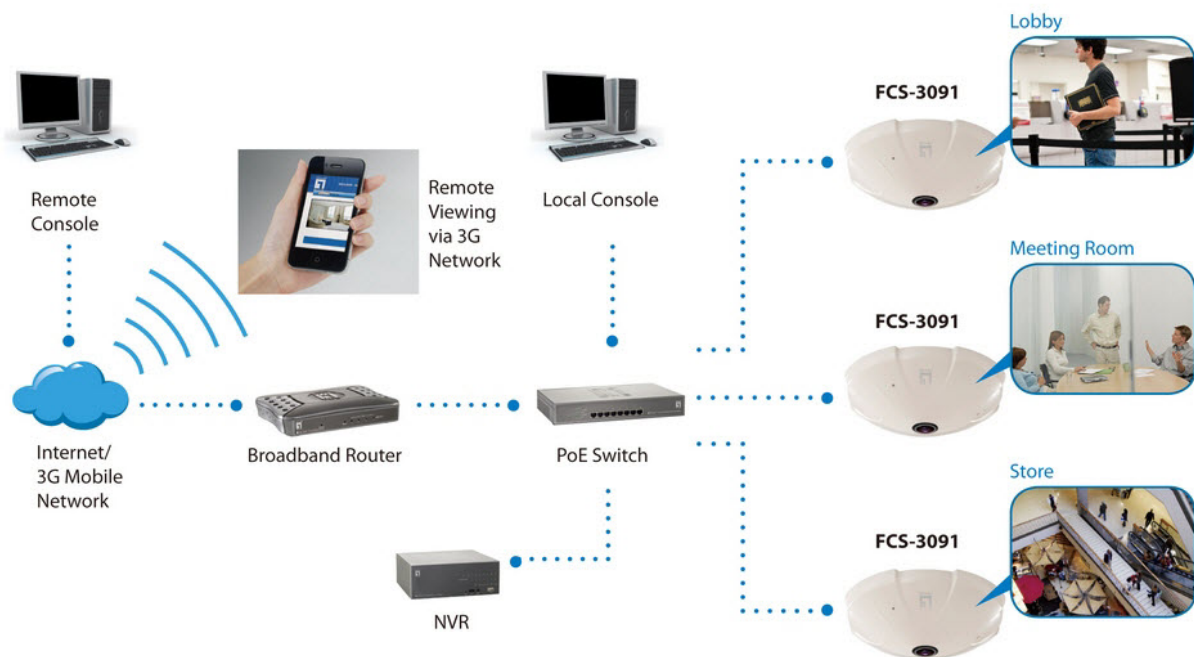 Lobby
FCS-3091
Remote
Console
Remote
Viewing
via 3G
Network
Local Console
Meeting Room
FCS-3091
Internet/
3G Mobile
Network
Broadband Router
PoE Switch
Store
FCS-3091
NVR